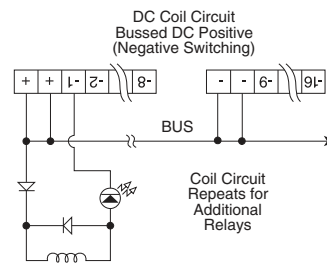 DC Coil Circuit
Bussed DC Positive
(Negative Switching)
+ + -1- -2- -8- - - -9- -16-
BUS
Coil Circuit
Repeats for
Additional
Relays